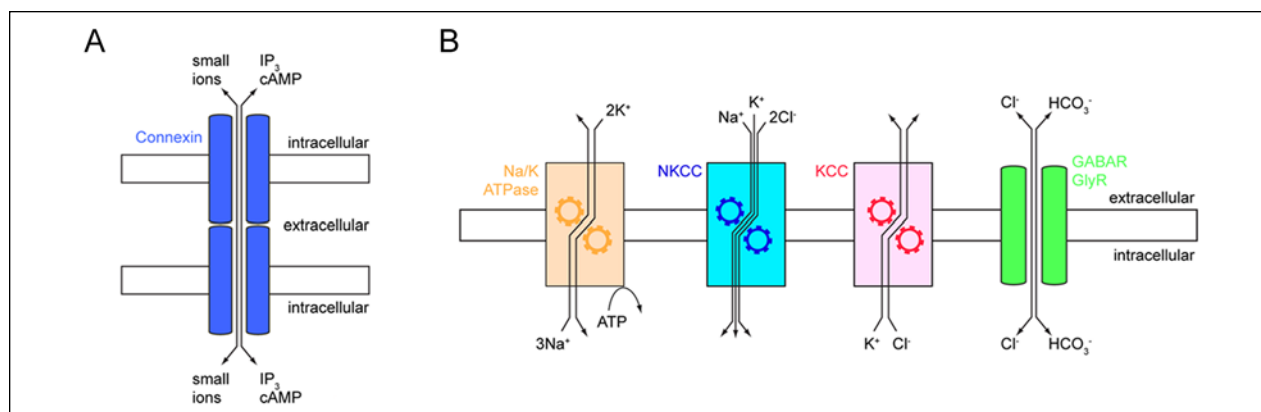 A
small
ions
IP₃
cAMP
Connexin
intracellular
extracellular
intracellular
small
ions
IP₃
cAMP
B
2K⁺
Na/K
ATPase
3Na⁺
ATP
Na⁺
K⁺
2Cl⁻
NKCC
KCC
K⁺
Cl⁻
Cl⁻
HCO₃⁻
GABAR
GlyR
extracellular
intracellular
Cl⁻
HCO₃⁻